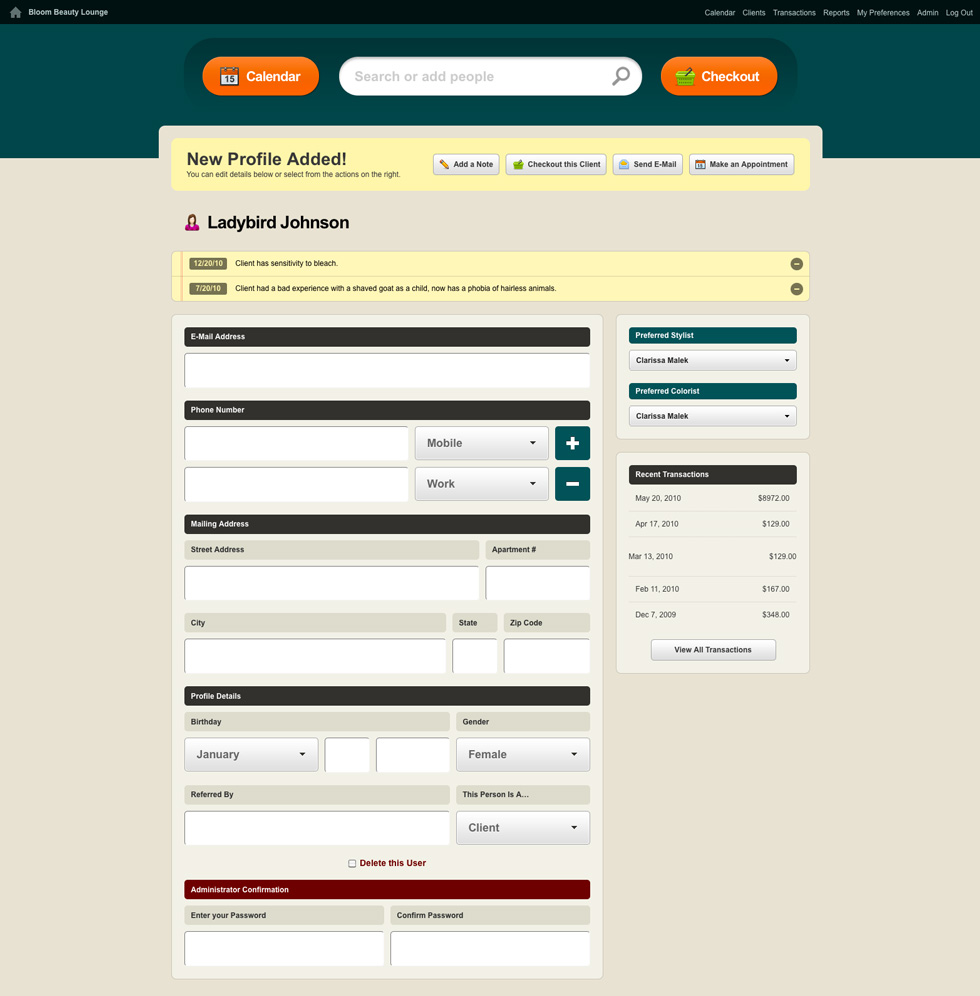 Bloom Beauty Lounge
Calendar Clients Transactions Reports My Preferences Admin Log Out
15 Calendar
Search or add people
Checkout
New Profile Added!
You can edit details below or select from the actions on the right.
Add a Note
Checkout this Client
Send E-Mail
Make an Appointment
Ladybird Johnson
12/20/10 Client has sensitivity to bleach.
7/20/10 Client had a bad experience with a shaved goat as a child, now has a phobia of hairless animals.
E-Mail Address
Phone Number
Mobile
Work
Mailing Address
Street Address Apartment #
City State Zip Code
Profile Details
Birthday Gender
January Female
Referred By This Person Is A...
Client
Delete this User
Administrator Confirmation
Enter your Password Confirm Password
Preferred Stylist
Clarissa Malek
Preferred Colorist
Clarissa Malek
Recent Transactions
May 20, 2010 $8972.00
Apr 17, 2010 $129.00
Mar 13, 2010 $129.00
Feb 11, 2010 $167.00
Dec 7, 2009 $348.00
View All Transactions